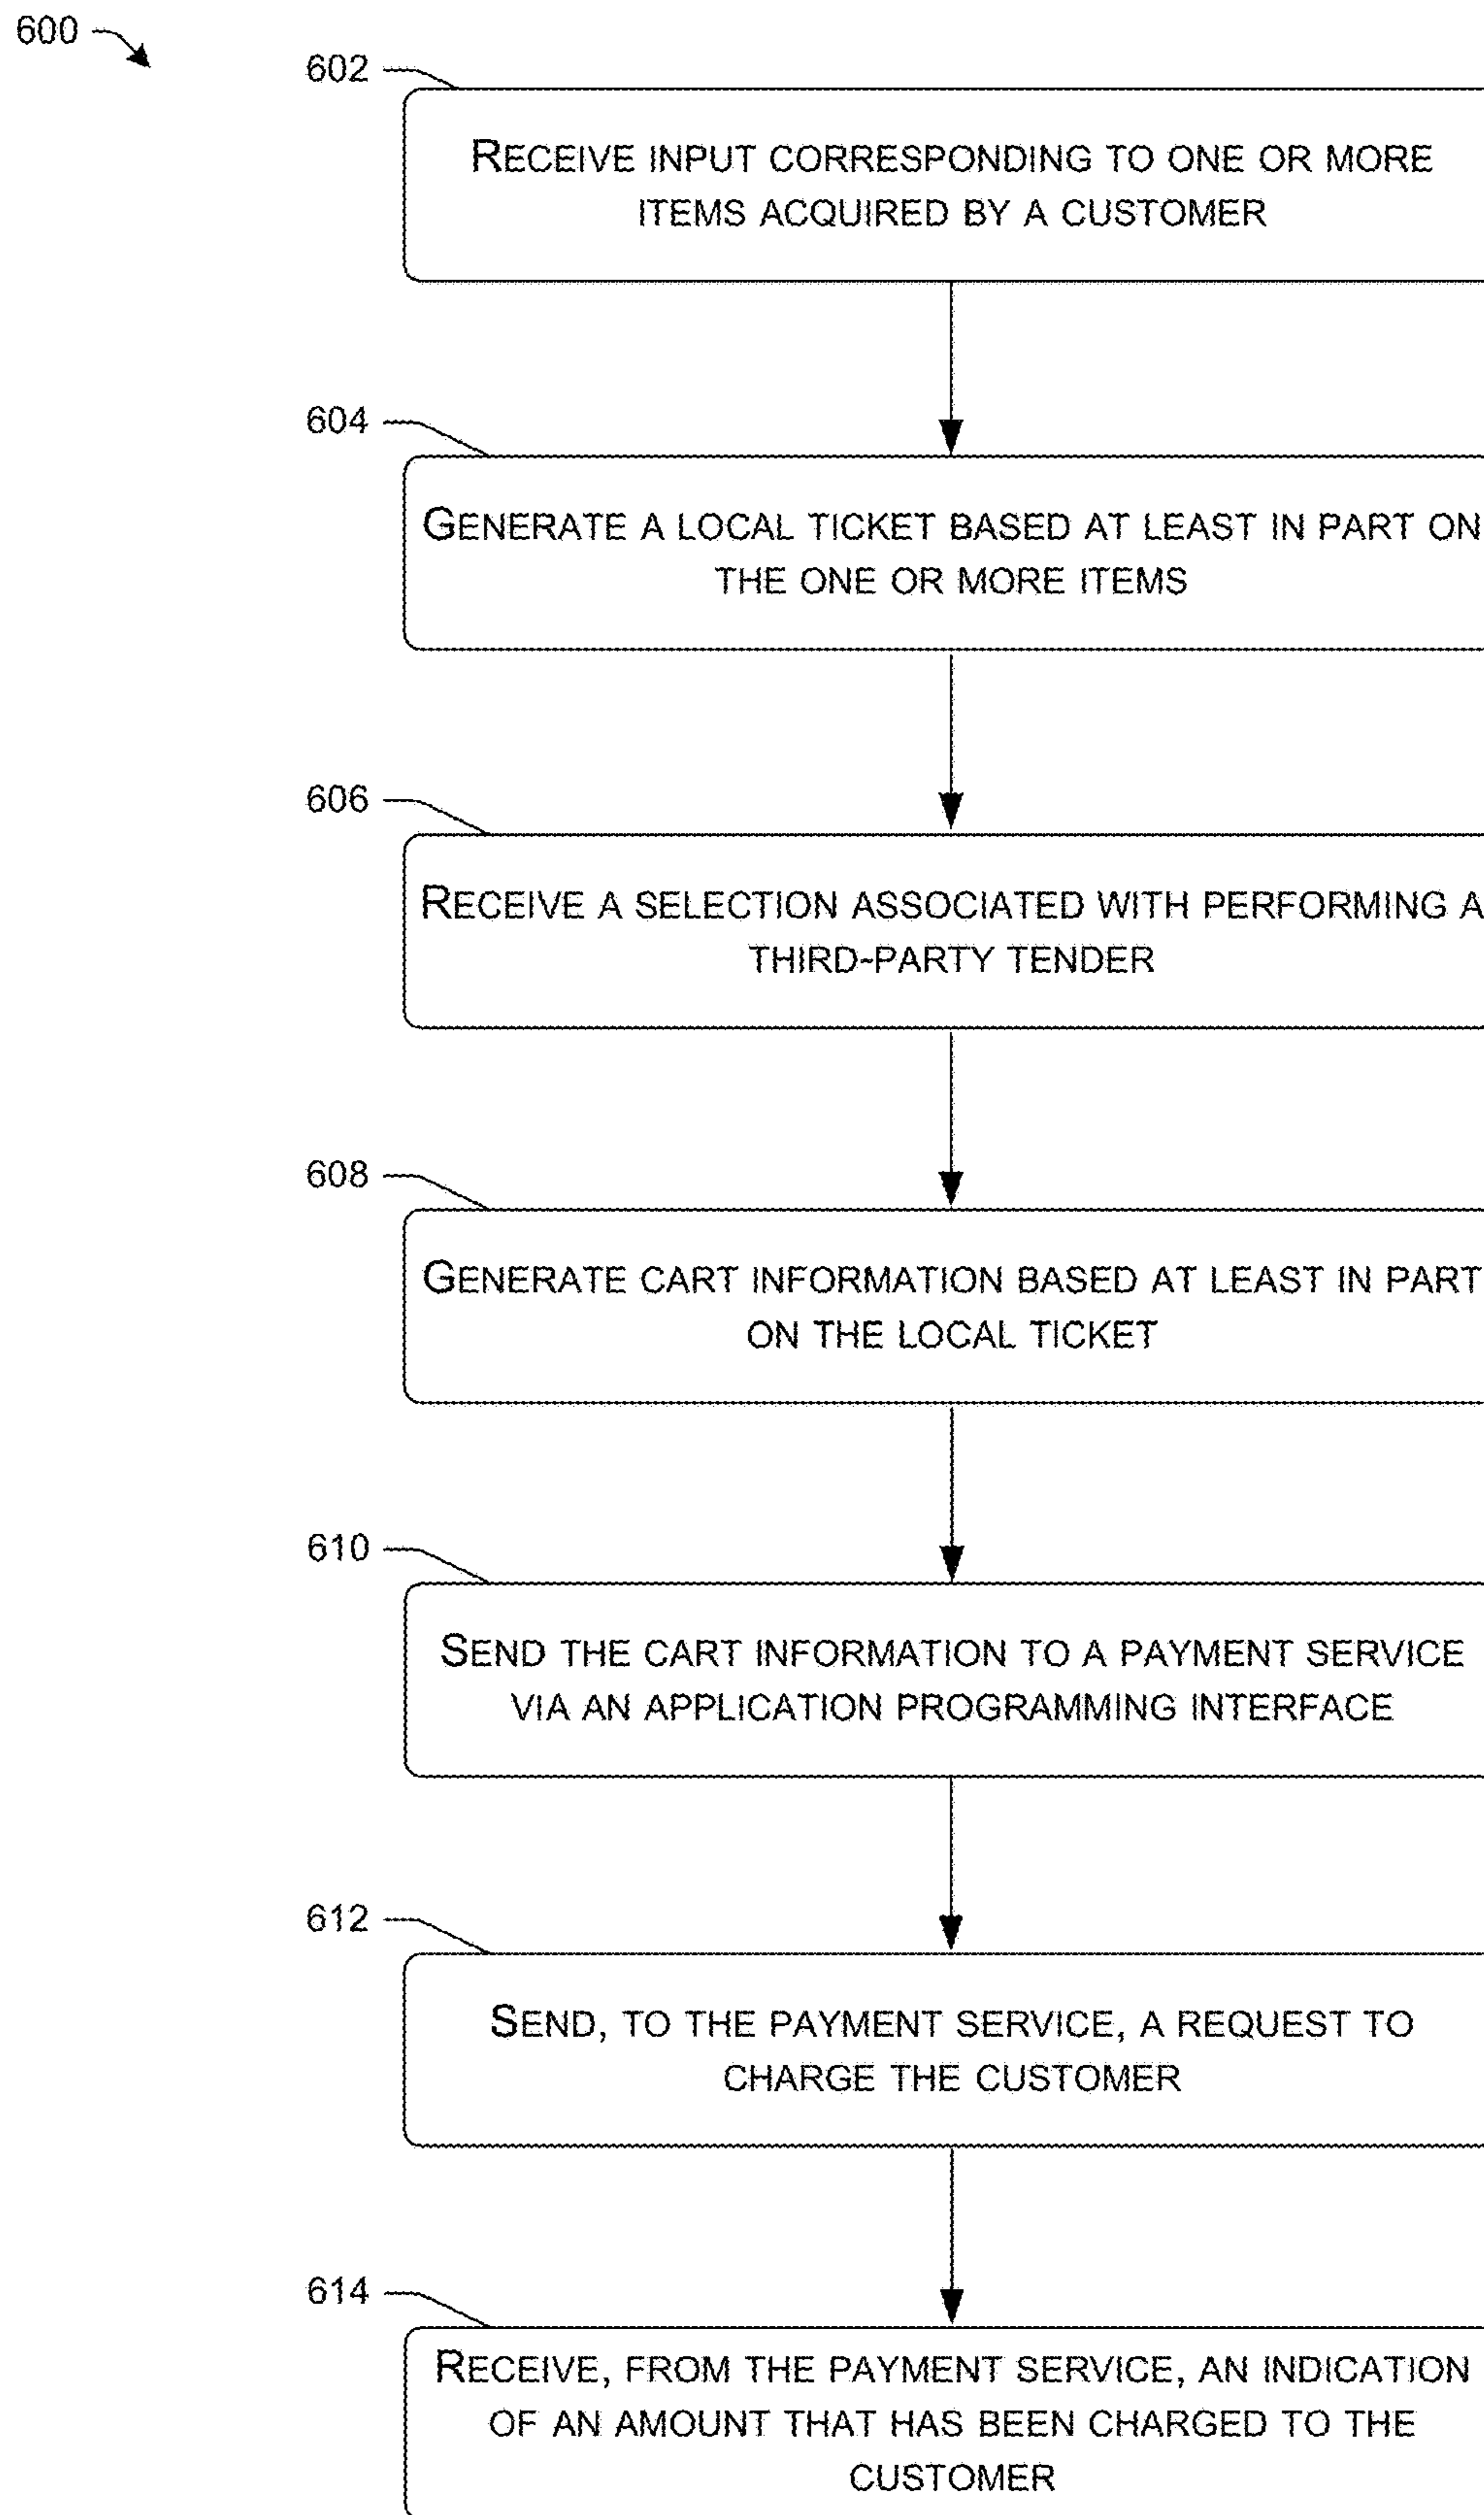 600
602
RECEIVE INPUT CORRESPONDING TO ONE OR MORE
ITEMS ACQUIRED BY A CUSTOMER
604
GENERATE A LOCAL TICKET BASED AT LEAST IN PART ON
THE ONE OR MORE ITEMS
606
RECEIVE A SELECTION ASSOCIATED WITH PERFORMING A
THIRD-PARTY TENDER
608
GENERATE CART INFORMATION BASED AT LEAST IN PART
ON THE LOCAL TICKET
610
SEND THE CART INFORMATION TO A PAYMENT SERVICE
VIA AN APPLICATION PROGRAMMING INTERFACE
612
SEND, TO THE PAYMENT SERVICE, A REQUEST TO
CHARGE THE CUSTOMER
614
RECEIVE, FROM THE PAYMENT SERVICE, AN INDICATION
OF AN AMOUNT THAT HAS BEEN CHARGED TO THE
CUSTOMER